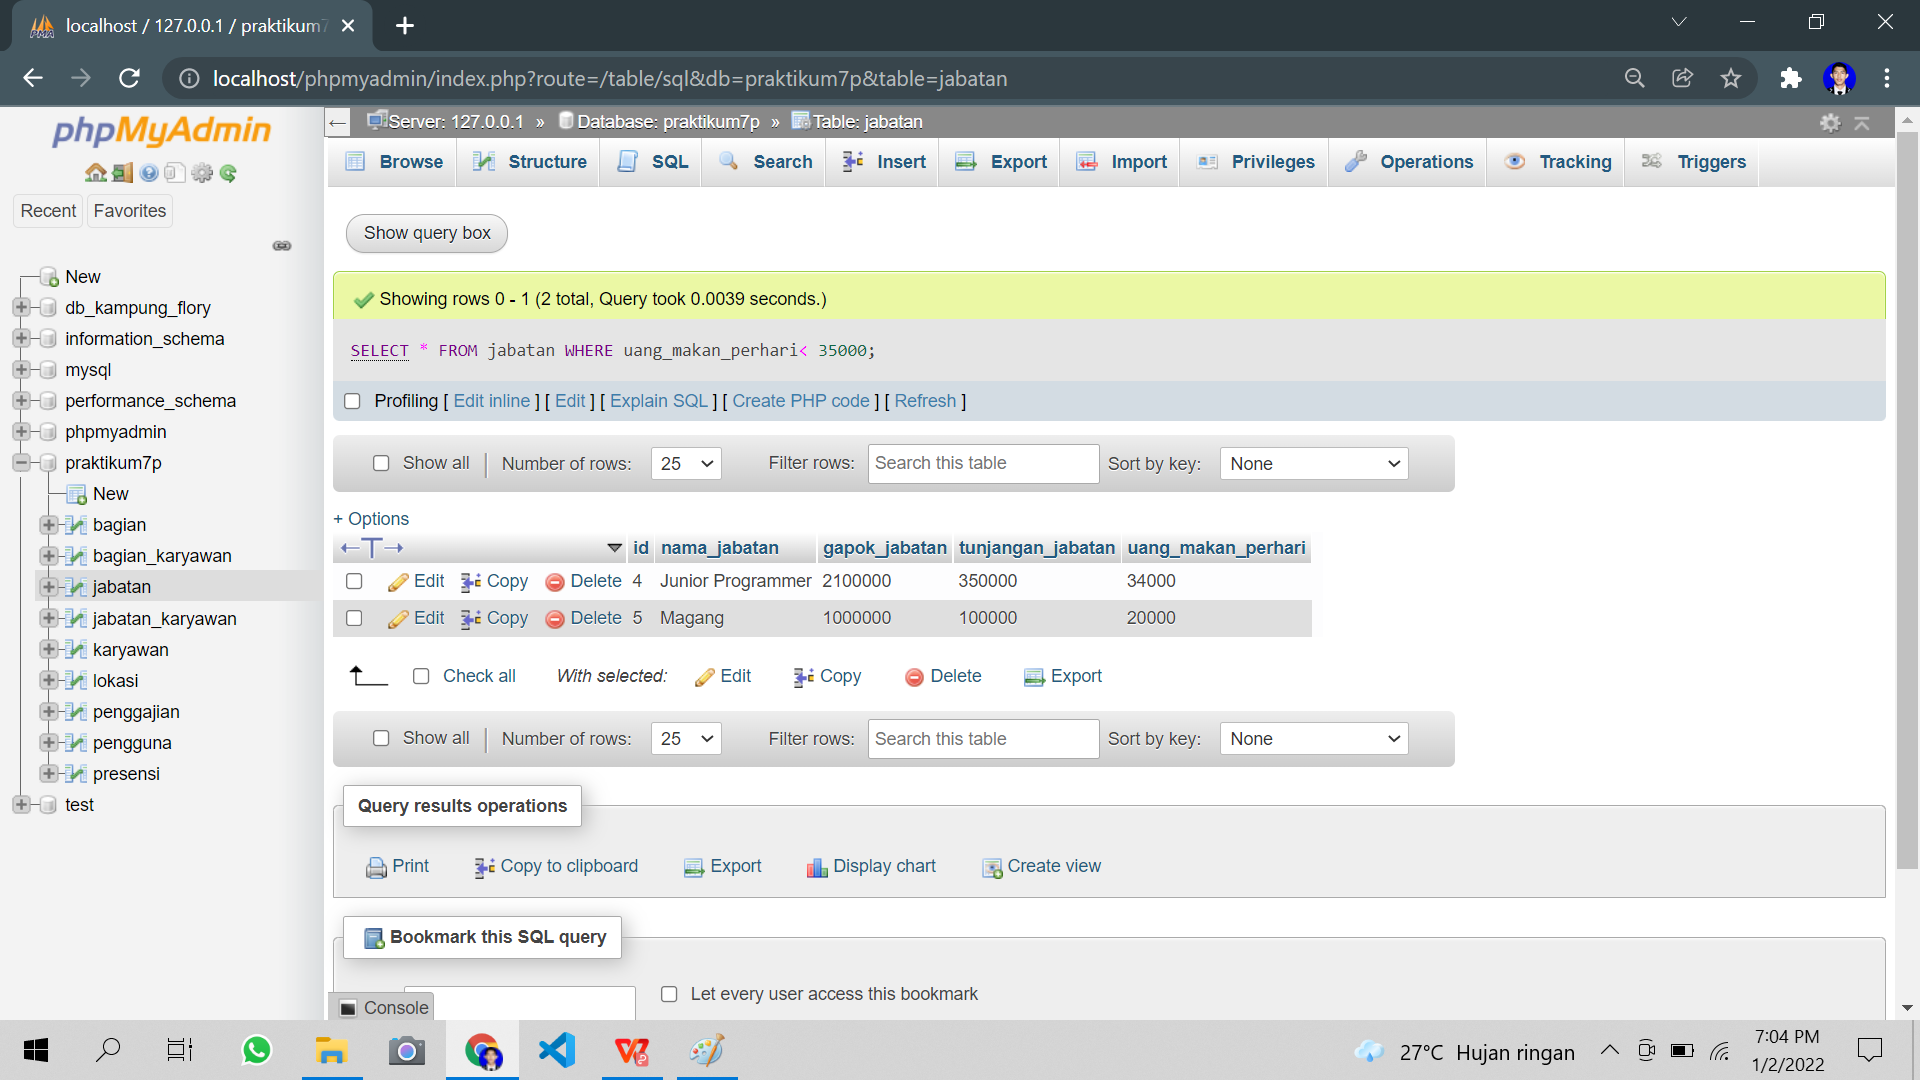 localhost / 127.0.0.1 / praktikum7
localhost/phpmyadmin/index.php?route=/table/sql&db=praktikum7p&table=jabatan
phpMyAdmin
Recent
Favorites
New
db_kampung_flory
information_schema
mysql
performance_schema
phpmyadmin
praktikum7p
New
bagian
bagian_karyawan
jabatan
jabatan_karyawan
karyawan
lokasi
penggajian
pengguna
presensi
test
Server: 127.0.0.1 » Database: praktikum7p » Table: jabatan
Browse Structure SQL Search Insert Export Import Privileges Operations Tracking Triggers
Show query box
Showing rows 0 - 1 (2 total, Query took 0.0039 seconds.)
SELECT * FROM jabatan WHERE uang_makan_perhari< 35000;
Profiling [ Edit inline ] [ Edit ] [ Explain SQL ] [ Create PHP code ] [ Refresh ]
Show all Number of rows: 25 Filter rows: Search this table Sort by key: None
+ Options
←T→ id nama_jabatan gapok_jabatan tunjangan_jabatan uang_makan_perhari
Edit Copy Delete 4 Junior Programmer 2100000 350000 34000
Edit Copy Delete 5 Magang 1000000 100000 20000
Check all With selected: Edit Copy Delete Export
Show all Number of rows: 25 Filter rows: Search this table Sort by key: None
Query results operations
Print Copy to clipboard Export Display chart Create view
Bookmark this SQL query
Let every user access this bookmark
Console
27°C Hujan ringan
7:04 PM
1/2/2022